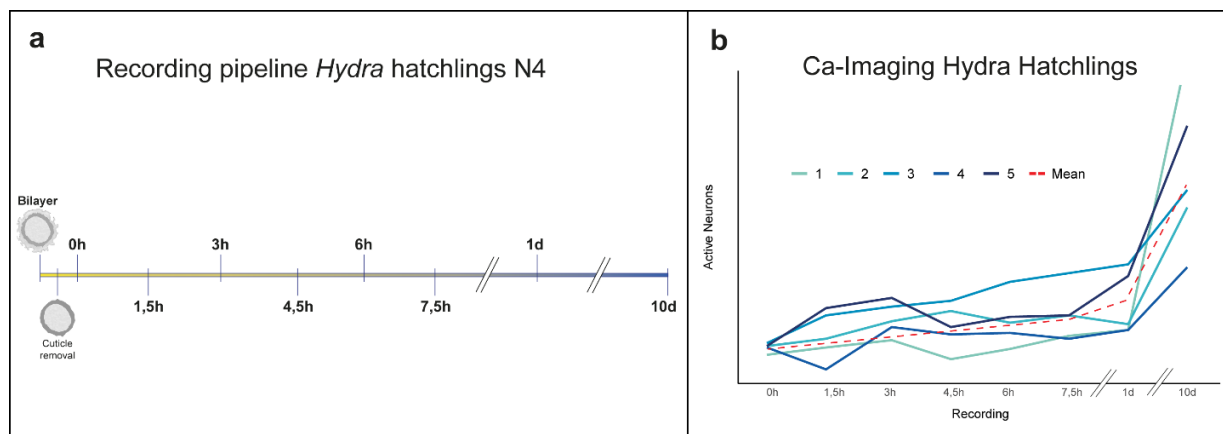 a
Recording pipeline Hydra hatchlings N4
Bilayer
0h
3h
6h
1d
1,5h
4,5h
7,5h
10d
Cuticle
removal
b
Ca-Imaging Hydra Hatchlings
1 2 3 4 5 Mean
Active Neurons
0h 1,5h 3h 4,5h 6h 7,5h 1d 10d
Recording